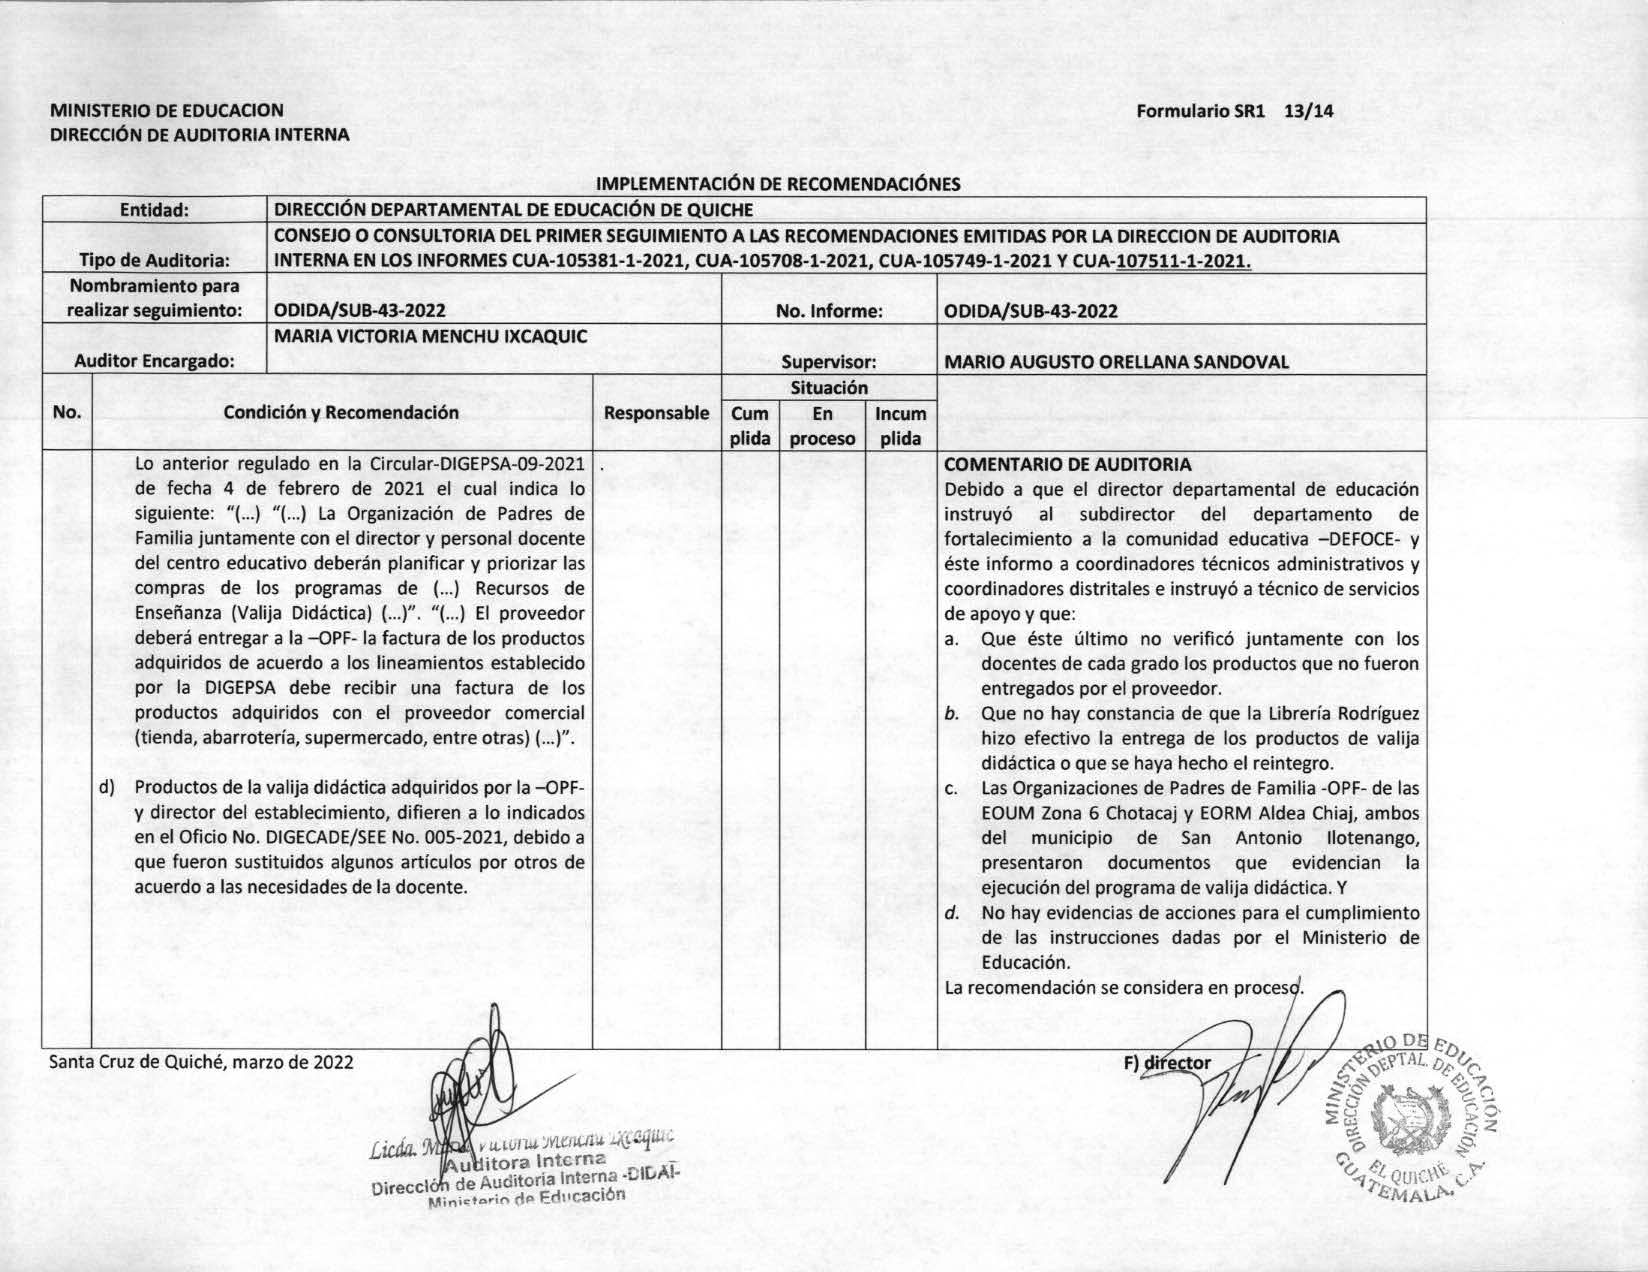 MINISTERIO DE EDUCACION
Formulario SR1 13/14
DIRECCIÓN DE AUDITORIA INTERNA
IMPLEMENTACIÓN DE RECOMENDACIÓNES
Entidad: DIRECCIÓN DEPARTAMENTAL DE EDUCACIÓN DE QUICHE
Tipo de Auditoria:
CONSEJO O CONSULTORIA DEL PRIMER SEGUIMIENTO A LAS RECOMENDACIONES EMITIDAS POR LA DIRECCION DE AUDITORIA
INTERNA EN LOS INFORMES CUA-105381-1-2021, CUA-105708-1-2021, CUA-105749-1-2021 Y CUA-107511-1-2021.
Nombramiento para
realizar seguimiento:
ODIDA/SUB-43-2022
No. Informe:
ODIDA/SUB-43-2022
Auditor Encargado:
MARIA VICTORIA MENCHU IXCAQUIC
Supervisor:
MARIO AUGUSTO ORELLANA SANDOVAL
No.
Condición y Recomendación
Responsable
Situación
Cum
plida
En
proceso
Incum
plida
Lo anterior regulado en la Circular-DIGEPSA-09-2021
de fecha 4 de febrero de 2021 el cual indica lo
siguiente: “(...) “(...) La Organización de Padres de
Familia juntamente con el director y personal docente
del centro educativo deberán planificar y priorizar las
compras de los programas de (...) Recursos de
Enseñanza (Valija Didáctica) (...)”. “(...) El proveedor
deberá entregar a la –OPF- la factura de los productos
adquiridos de acuerdo a los lineamientos establecido
por la DIGEPSA debe recibir una factura de los
productos adquiridos con el proveedor comercial
(tienda, abarrotería, supermercado, entre otras) (...)”.
d) Productos de la valija didáctica adquiridos por la –OPF-
y director del establecimiento, difieren a lo indicados
en el Oficio No. DIGECADE/SEE No. 005-2021, debido a
que fueron sustituidos algunos artículos por otros de
acuerdo a las necesidades de la docente.
.
COMENTARIO DE AUDITORIA
Debido a que el director departamental de educación
instruyó al subdirector del departamento de
fortalecimiento a la comunidad educativa –DEFOCE- y
éste informo a coordinadores técnicos administrativos y
coordinadores distritales e instruyó a técnico de servicios
de apoyo y que:
a. Que éste último no verificó juntamente con los
docentes de cada grado los productos que no fueron
entregados por el proveedor.
b. Que no hay constancia de que la Librería Rodríguez
hizo efectivo la entrega de los productos de valija
didáctica o que se haya hecho el reintegro.
c. Las Organizaciones de Padres de Familia -OPF- de las
EOUM Zona 6 Chotacaj y EORM Aldea Chiaj, ambos
del municipio de San Antonio Ilotenango,
presentaron documentos que evidencian la
ejecución del programa de valija didáctica. Y
d. No hay evidencias de acciones para el cumplimiento
de las instrucciones dadas por el Ministerio de
Educación.
La recomendación se considera en proceso.
Santa Cruz de Quiché, marzo de 2022
F) director
Licda. Victoria Menchu Ixcaquic
Auditora Interna
Dirección de Auditoria Interna -DIDAI-
Ministerio de Educación
MINISTERIO DE EDUCACIÓN
DIRECCIÓN DEPTAL. DE EDUCACIÓN
EL QUICHÉ
GUATEMALA, C.A.